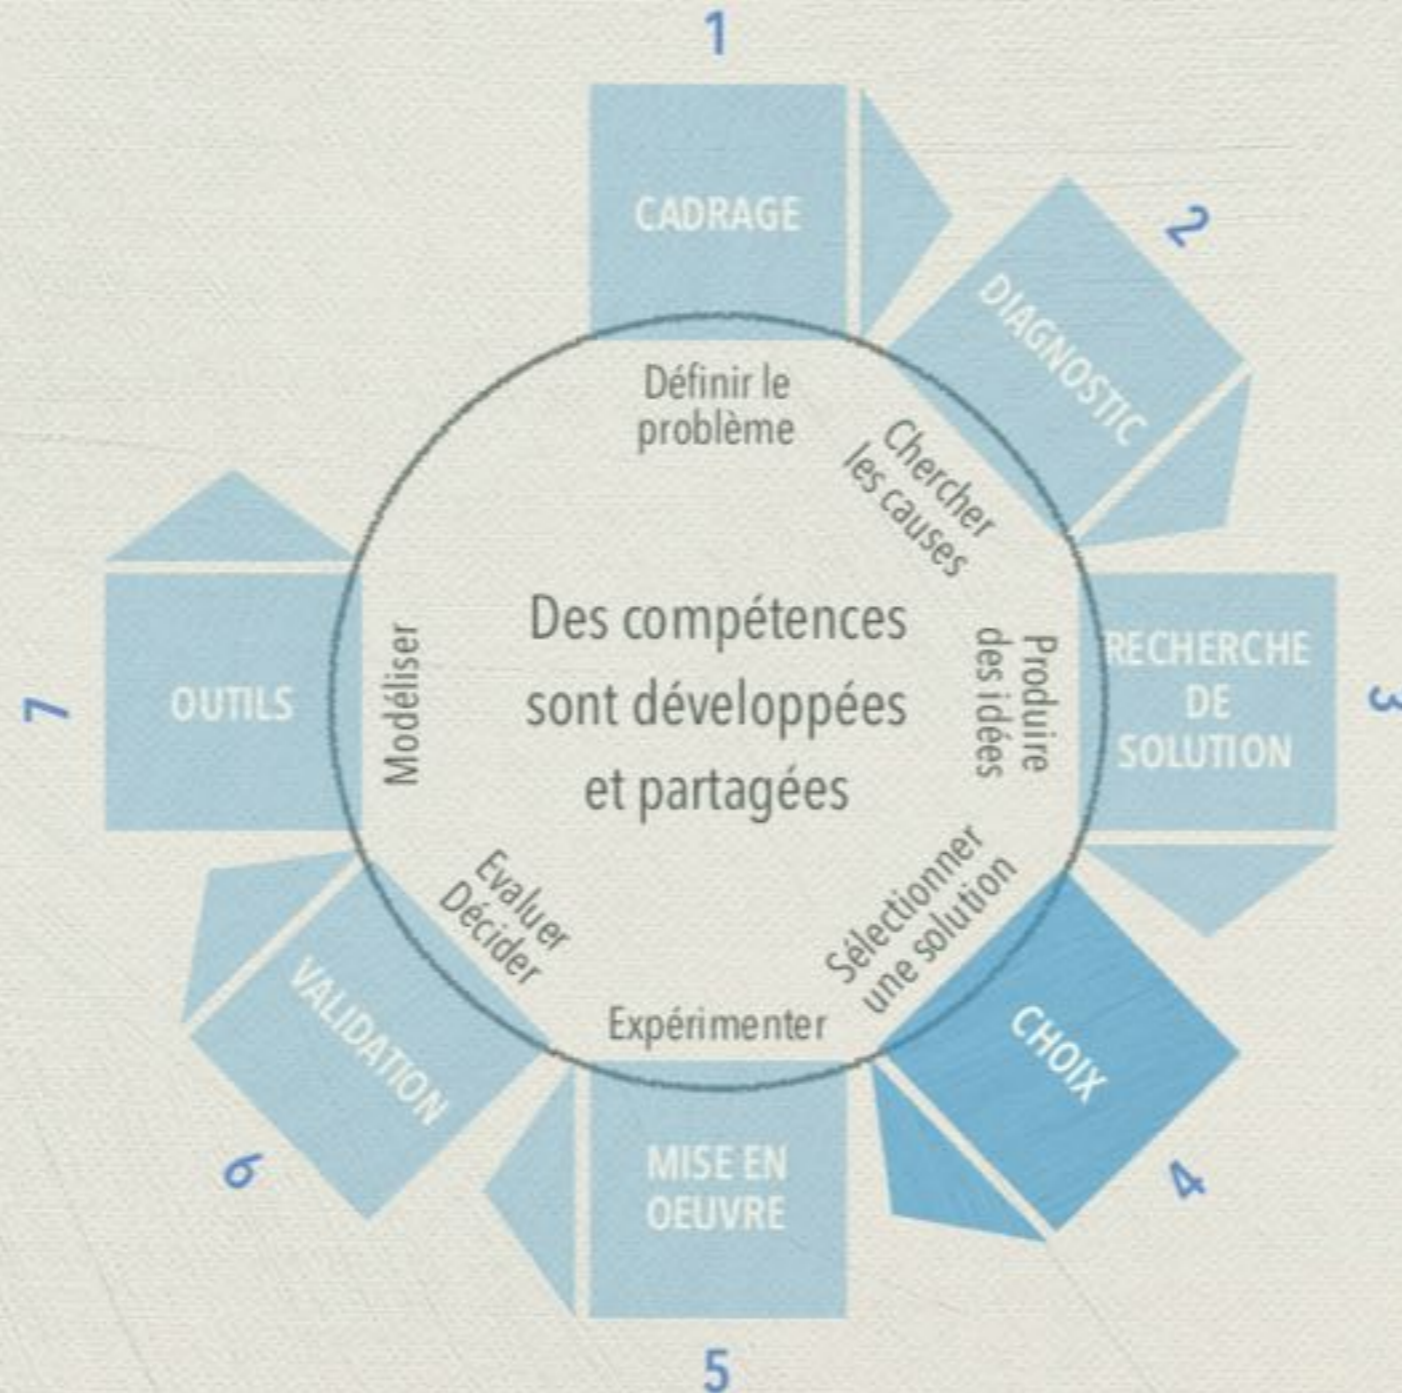 1
CADRAGE
Définir le
problème
2
DIAGNOSTIC
Chercher
les causes
3
RECHERCHE
DE
SOLUTION
Produire
des idées
4
CHOIX
Sélectionner
une solution
5
MISE EN
OEUVRE
Expérimenter
6
VALIDATION
Evaluer
Décider
7
OUTILS
Modéliser
Des compétences
sont développées
et partagées